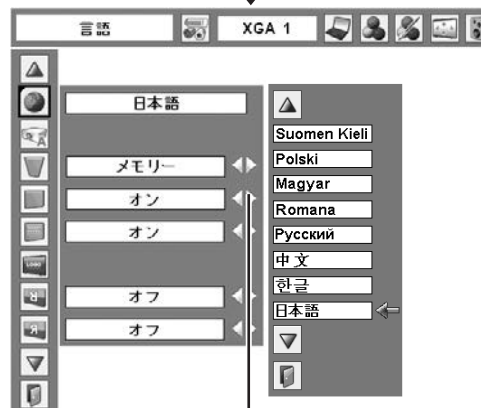 言語
XGA 1
日本語
メモリー
オン
オン
オフ
オフ
Suomen Kieli
Polski
Magyar
Romana
Русский
中文
한글
日本語